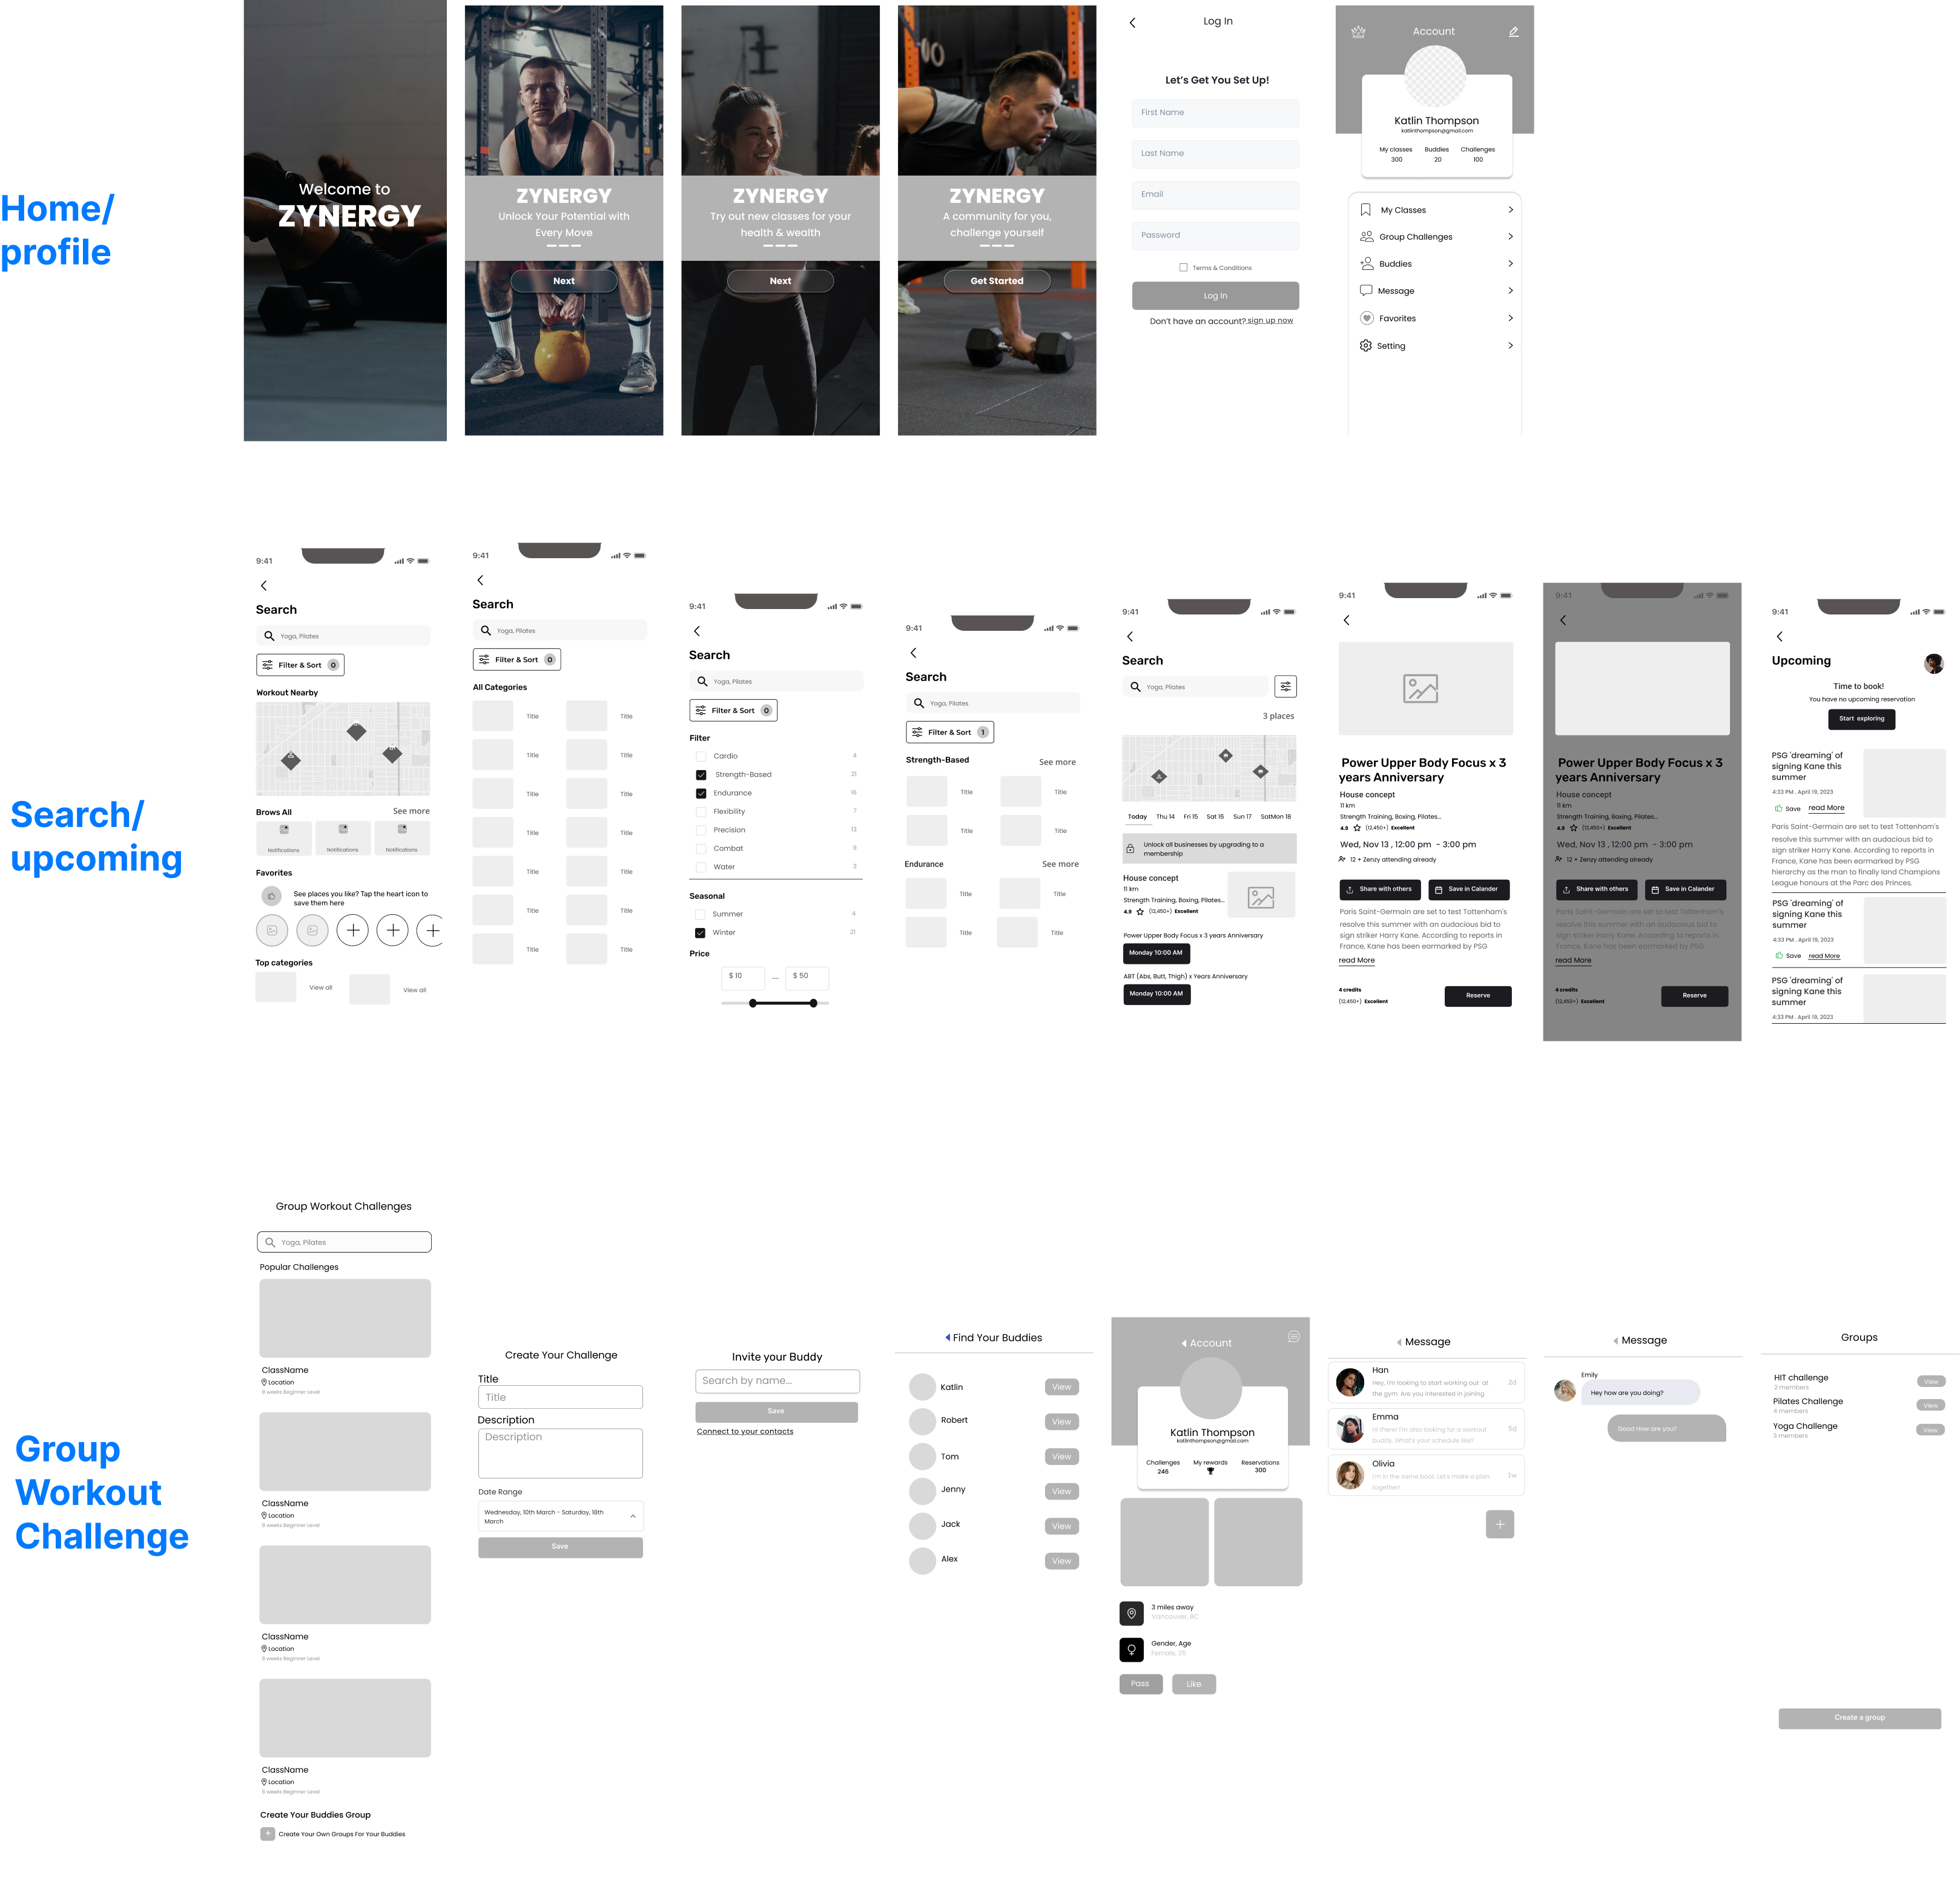 Home/
profile
Welcome to
ZYNERGY
ZYNERGY
Unlock Your Potential with
Every Move
Next
ZYNERGY
Try out new classes for your
health & wealth
Next
ZYNERGY
A community for you,
challenge yourself
Get Started
Log In
Let's Get You Set Up!
First Name
Last Name
Email
Password
Terms & Conditions
Log In
Don't have an account? sign up now
Account
Katlin Thompson
katlinthompson@gmail.com
My classes Buddies Challenges
300 20 100
My Classes
Group Challenges
Buddies
Message
Favorites
Setting
Search/
upcoming
9:41
Search
Yoga, Pilates
Filter & Sort 0
Workout Nearby
Brows All See more
Notifications Notifications Notifications
Favorites
See places you like? Tap the heart icon to
save them here
Top categories
View all View all
9:41
Search
Yoga, Pilates
Filter & Sort 0
All Categories
Title Title
Title Title
Title Title
Title Title
Title Title
Title Title
Title Title
9:41
Search
Yoga, Pilates
Filter & Sort 0
Filter
Cardio 4
Strength-Based 21
Endurance 16
Flexibility 7
Precision 13
Combat 9
Water 3
Seasonal
Summer 4
Winter 21
Price
$ 10 — $ 50
9:41
Search
Yoga, Pilates
Filter & Sort 1
Strength-Based See more
Title Title
Title Title
Endurance See more
Title Title
Title Title
9:41
Search
Yoga, Pilates
3 places
Today Thu 14 Fri 15 Sat 16 Sun 17 SatMon 18
Unlock all businesses by upgrading to a
membership
House concept
11 km
Strength Training, Boxing, Pilates...
4.9 (12,450+) Excellent
Power Upper Body Focus x 3 years Anniversary
Monday 10:00 AM
ABT (Abs, Butt, Thigh) x Years Anniversary
Monday 10:00 AM
9:41
Power Upper Body Focus x 3
years Anniversary
House concept
11 km
Strength Training, Boxing, Pilates...
4.9 (12,450+) Excellent
Wed, Nov 13 , 12:00 pm - 3:00 pm
12 + Zenzy attending already
Share with others Save in Calander
Paris Saint-Germain are set to test Tottenham's
resolve this summer with an audacious bid to
sign striker Harry Kane. According to reports in
France, Kane has been earmarked by PSG
read More
4 credits
(12,450+) Excellent
Reserve
9:41
Power Upper Body Focus x 3
years Anniversary
House concept
11 km
Strength Training, Boxing, Pilates...
4.9 (12,450+) Excellent
Wed, Nov 13 , 12:00 pm - 3:00 pm
12 + Zenzy attending already
Share with others Save in Calander
Paris Saint-Germain are set to test Tottenham's
resolve this summer with an audacious bid to
sign striker Harry Kane. According to reports in
France, Kane has been earmarked by PSG
read More
4 credits
(12,450+) Excellent
Reserve
9:41
Upcoming
Time to book!
You have no upcoming reservation
Start exploring
PSG 'dreaming' of
signing Kane this
summer
4:33 PM . April 19, 2023
Save read More
Paris Saint-Germain are set to test Tottenham's
resolve this summer with an audacious bid to
sign striker Harry Kane. According to reports in
France, Kane has been earmarked by PSG
hierarchy as the man to finally land Champions
League honours at the Parc des Princes.
PSG 'dreaming' of
signing Kane this
summer
4:33 PM . April 19, 2023
Save read More
PSG 'dreaming' of
signing Kane this
summer
4:33 PM . April 19, 2023
Group
Workout
Challenge
Group Workout Challenges
Yoga, Pilates
Popular Challenges
ClassName
Location
8 weeks Beginner Level
ClassName
Location
8 weeks Beginner Level
ClassName
Location
8 weeks Beginner Level
ClassName
Location
8 weeks Beginner Level
Create Your Buddies Group
Create Your Own Groups For Your Buddies
Create Your Challenge
Title
Title
Description
Description
Date Range
Wednesday, 10th March - Saturday, 18th
March
Save
Invite your Buddy
Search by name...
Save
Connect to your contacts
Find Your Buddies
Katlin View
Robert View
Tom View
Jenny View
Jack View
Alex View
Account
Katlin Thompson
katlinthompson@gmail.com
Challenges My rewards Reservations
246 300
3 miles away
Vancouver, BC
Gender, Age
Female, 25
Pass Like
Message
Han
Hey, I'm looking to start working out at
the gym. Are you interested in joining
2d
Emma
Hi there! I'm also looking for a workout
buddy. What's your schedule like?
5d
Olivia
I'm in the same boat. Let's make a plan
together!
1w
Message
Emily
Hey how are you doing?
Good How are you?
Groups
HIT challenge
2 members
View
Pilates Challenge
4 members
View
Yoga Challenge
3 members
View
Create a group